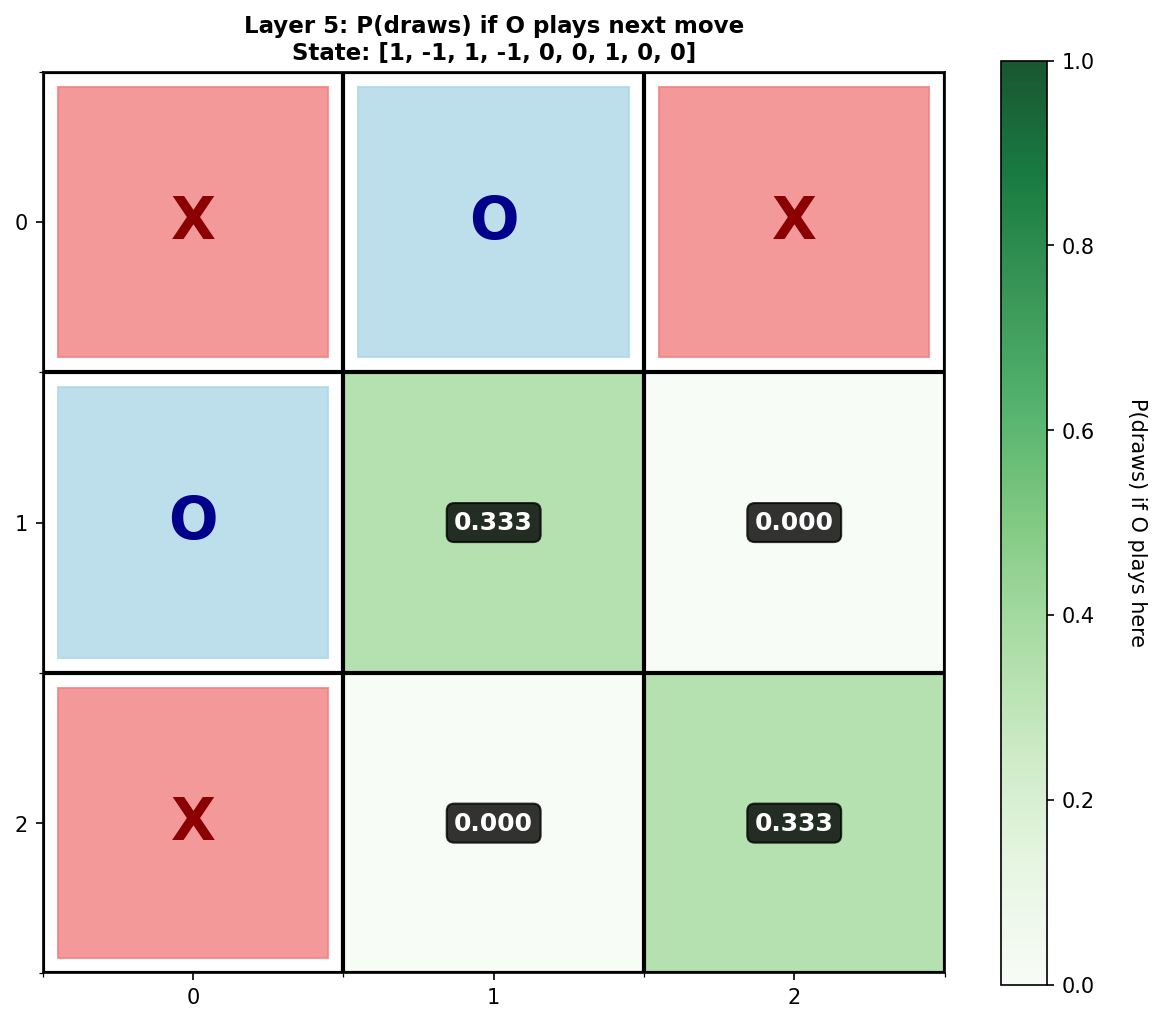 Layer 5: P(draws) if O plays next move
State: [1, -1, 1, -1, 0, 0, 1, 0, 0]
1.0
0.8
0.6
0.4
0.2
0.0
P(draws) if O plays here
0
X
O
X
1
O
0.333
0.000
2
X
0.000
0.333
0
1
2